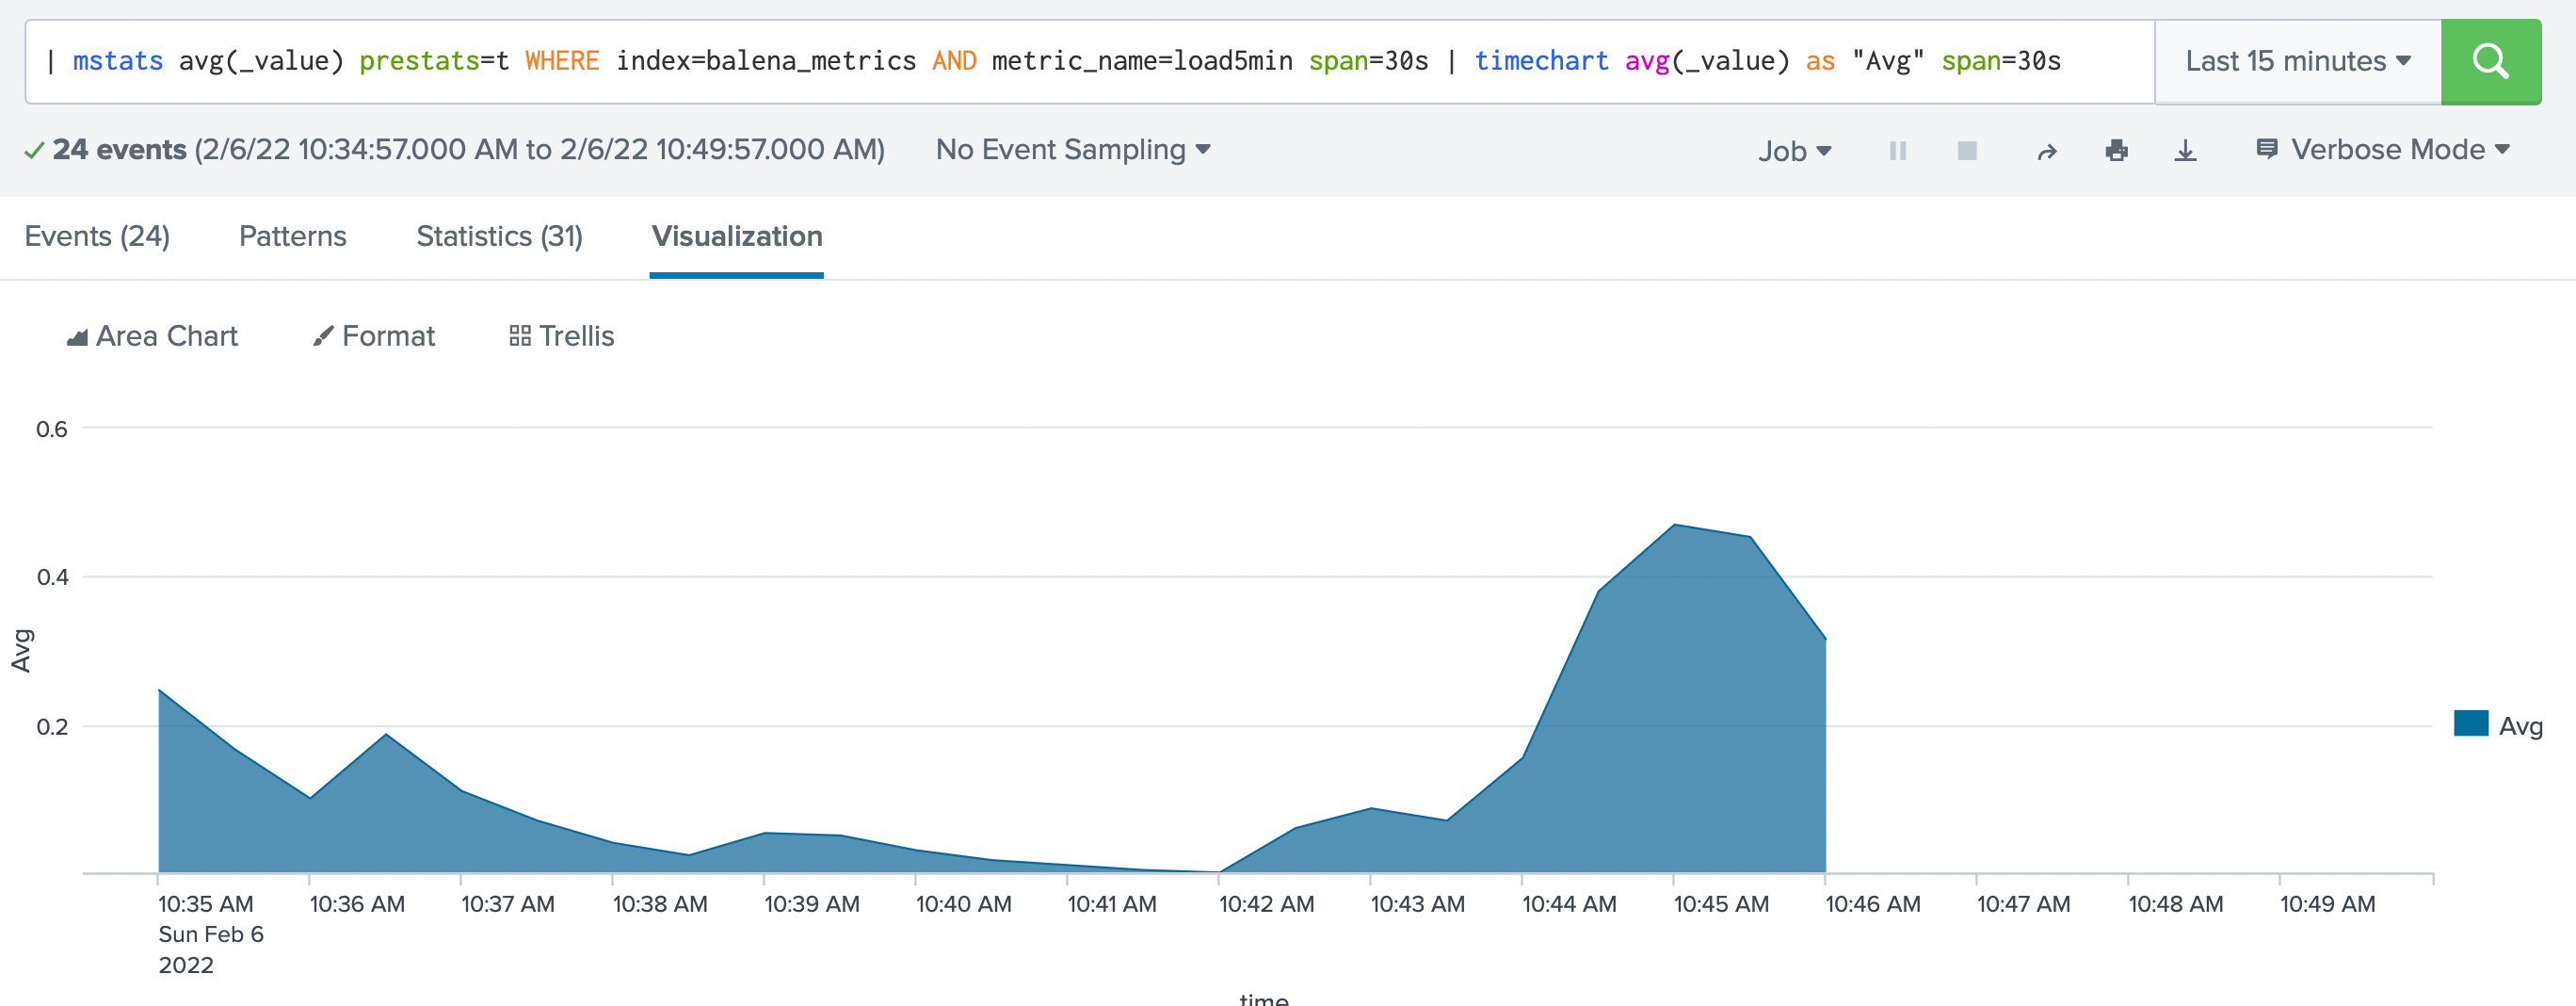 | mstats avg(_value) prestats=t WHERE index=balena_metrics AND metric_name=load5min span=30s | timechart avg(_value) as "Avg" span=30s
Last 15 minutes
24 events (2/6/22 10:34:57.000 AM to 2/6/22 10:49:57.000 AM)
No Event Sampling
Job
Verbose Mode
Events (24)
Patterns
Statistics (31)
Visualization
Area Chart
Format
Trellis
0.6
0.4
0.2
Avg
Avg
10:35 AM
Sun Feb 6
2022
10:36 AM
10:37 AM
10:38 AM
10:39 AM
10:40 AM
10:41 AM
10:42 AM
10:43 AM
10:44 AM
10:45 AM
10:46 AM
10:47 AM
10:48 AM
10:49 AM
time